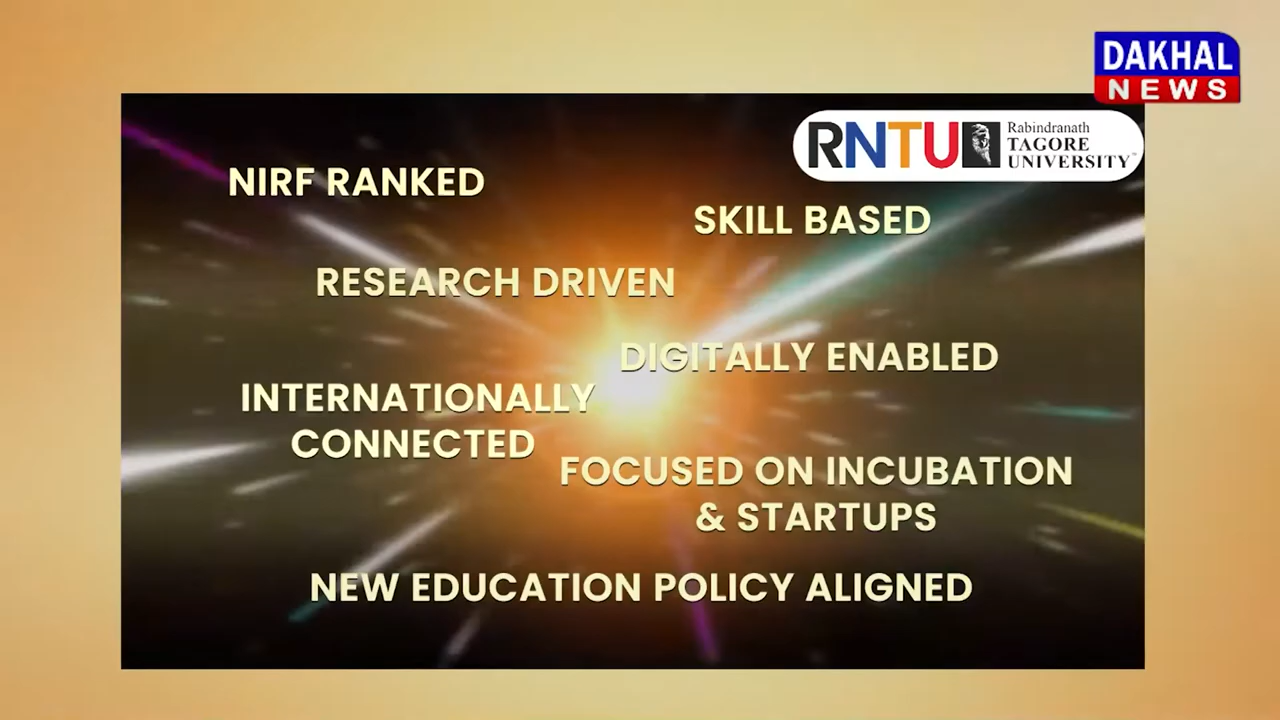 DAKHAL
NEWS
RNTU
Rabindranath
TAGORE
UNIVERSITY
NIRF RANKED
SKILL BASED
RESEARCH DRIVEN
DIGITALLY ENABLED
INTERNATIONALLY
CONNECTED
FOCUSED ON INCUBATION
& STARTUPS
NEW EDUCATION POLICY ALIGNED